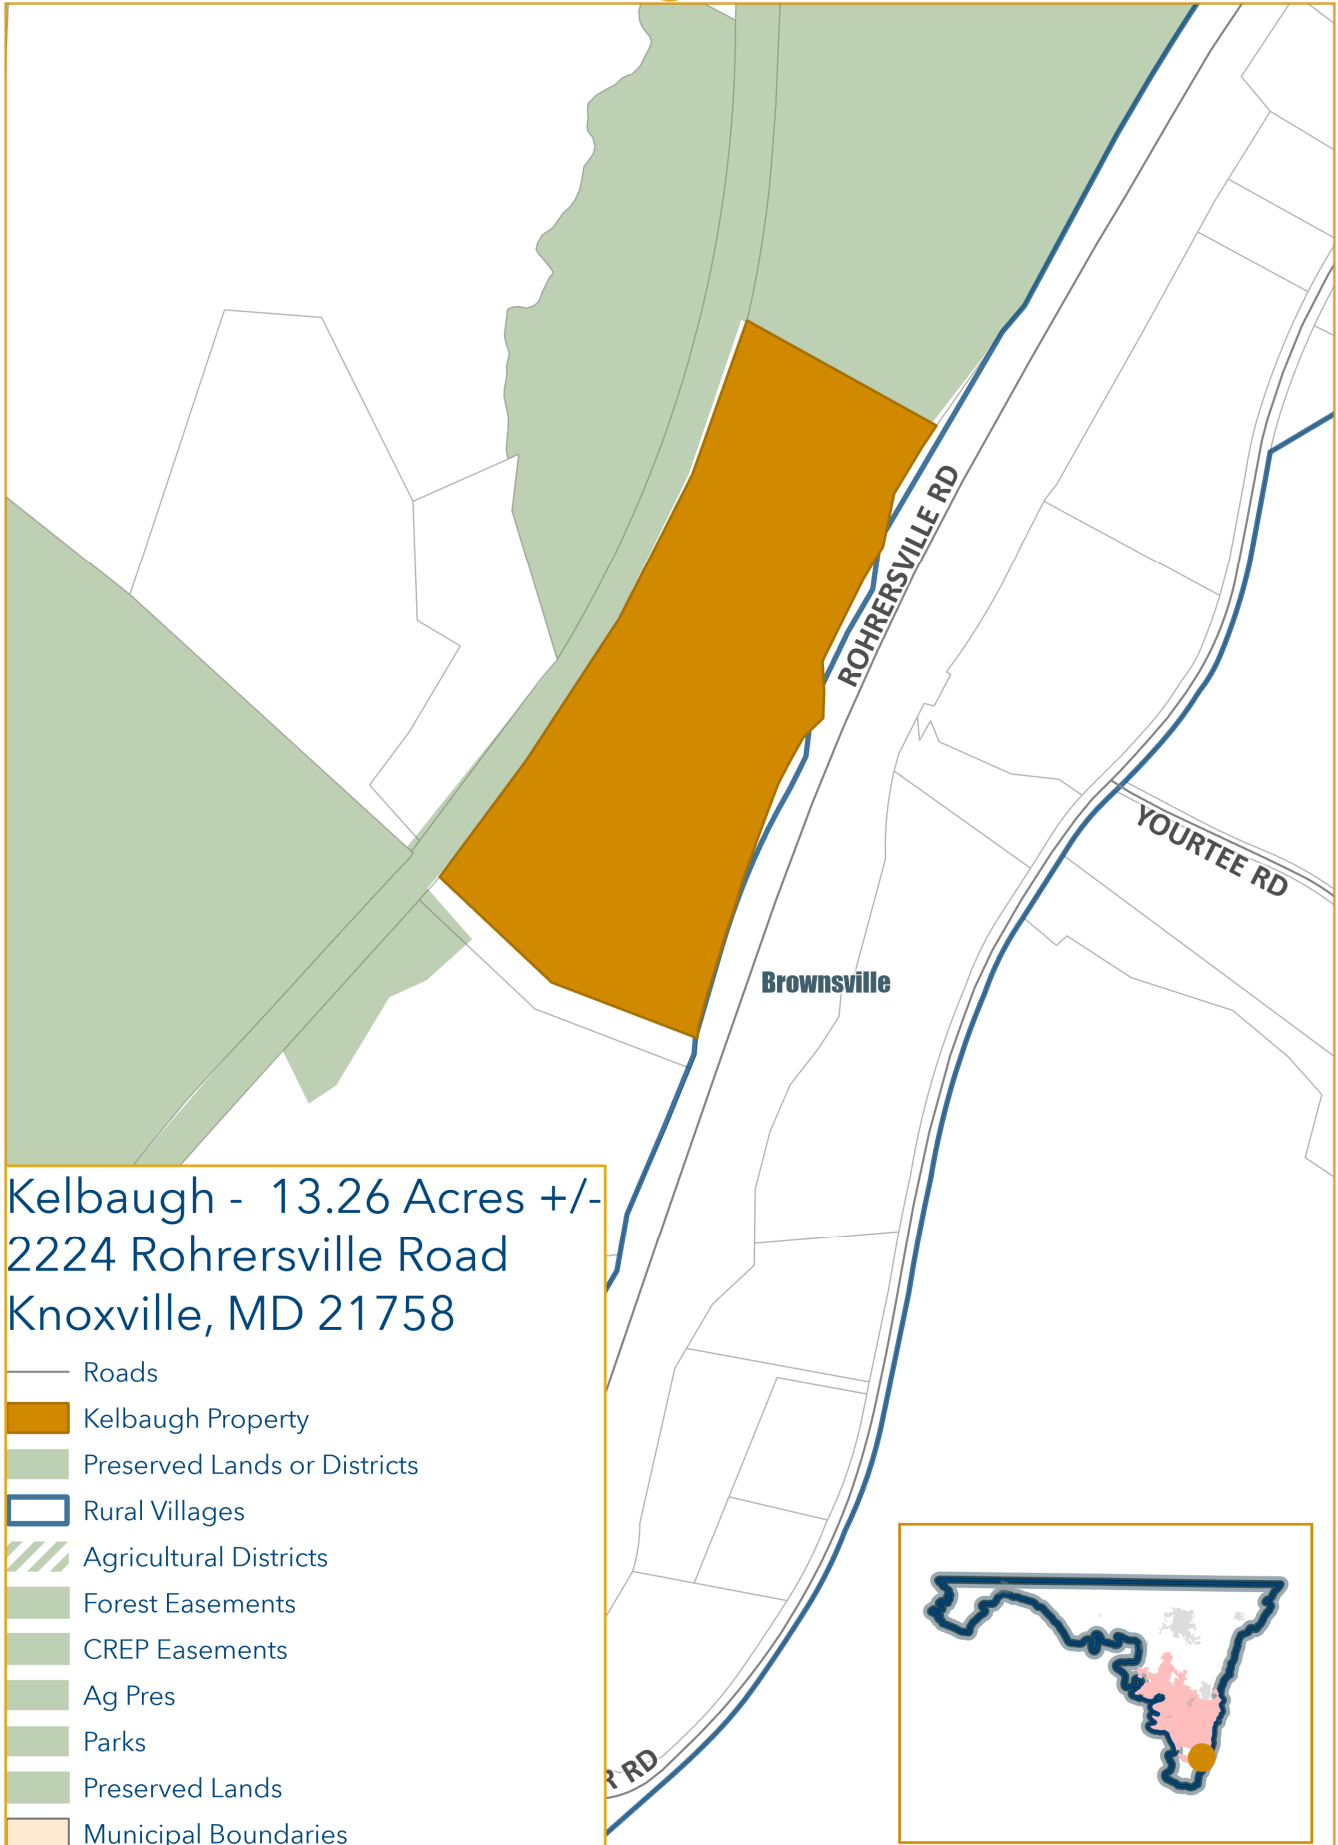 ROHRERSVILLE RD
YOURTEE RD
Brownsville
Kelbaugh - 13.26 Acres +/-
2224 Rohrersville Road
Knoxville, MD 21758
Roads
Kelbaugh Property
Preserved Lands or Districts
Rural Villages
Agricultural Districts
Forest Easements
CREP Easements
Ag Pres
Parks
Preserved Lands
Municipal Boundaries
R RD